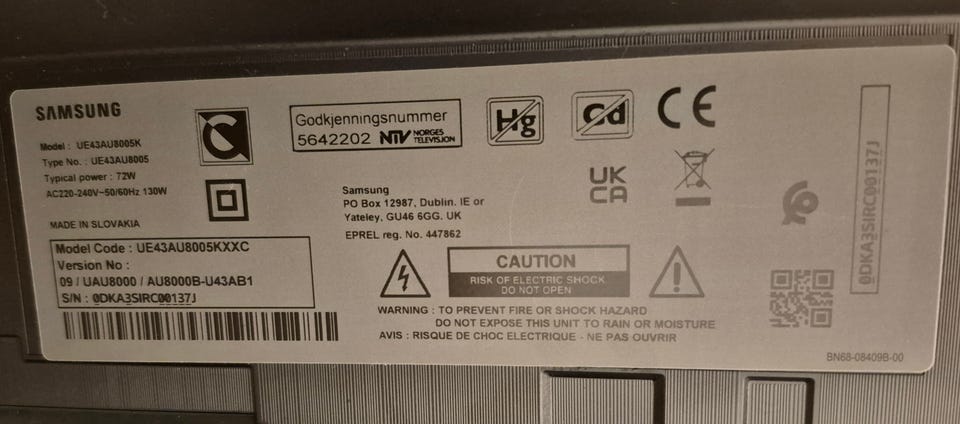 SAMSUNG
Model : UE43AU8005K
Type No. : UE43AU8005
Typical power : 72W
AC220-240V~50/60Hz 130W
MADE IN SLOVAKIA
Model Code : UE43AU8005KXXC
Version No :
09 / UAU8000 / AU8000B-U43AB1
S/N : 0DKA3SIRC00137J
Godkjenningsnummer
5642202 NTV NORGES
TELEVISJON
Hg
Cd
CE
UK
CA
Samsung
PO Box 12987, Dublin. IE or
Yateley, GU46 6GG. UK
EPREL reg. No. 447862
CAUTION
RISK OF ELECTRIC SHOCK
DO NOT OPEN
WARNING : TO PREVENT FIRE OR SHOCK HAZARD
DO NOT EXPOSE THIS UNIT TO RAIN OR MOISTURE
AVIS : RISQUE DE CHOC ELECTRIQUE - NE PAS OUVRIR
0DKA3SIRC00137J
BN68-08409B-00